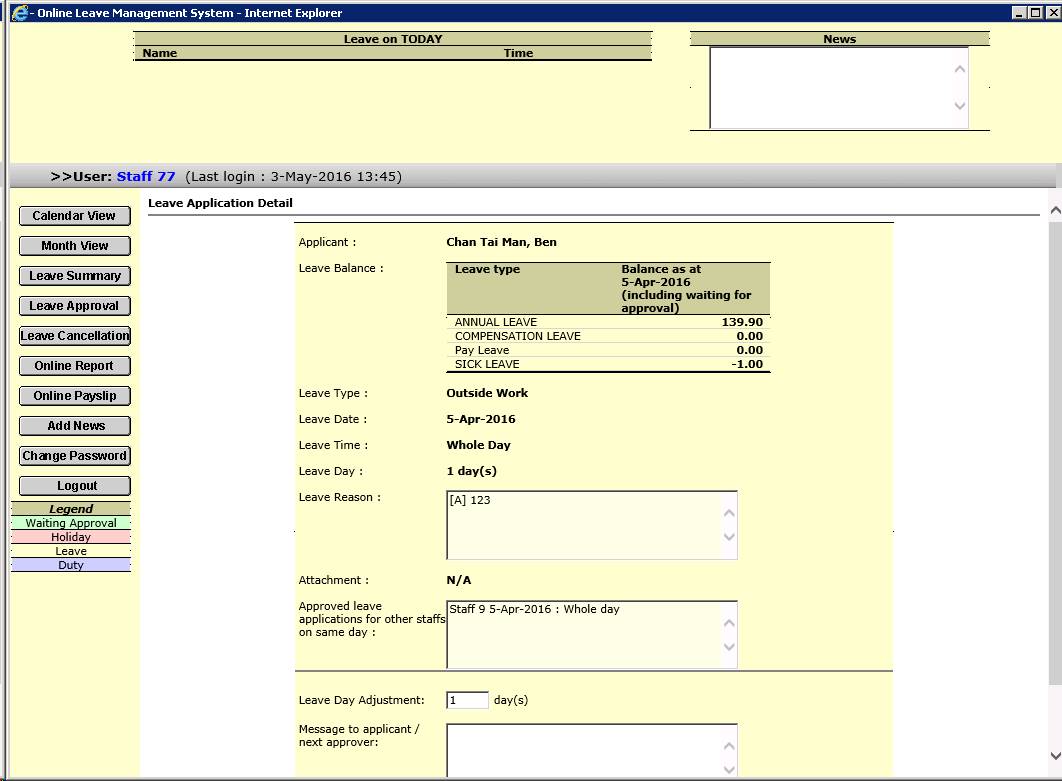 - Online Leave Management System - Internet Explorer
Leave on TODAY
Name Time
News
>>User: Staff 77 (Last login : 3-May-2016 13:45)
Calendar View
Month View
Leave Summary
Leave Approval
Leave Cancellation
Online Report
Online Payslip
Add News
Change Password
Logout
Legend
Waiting Approval
Holiday
Leave
Duty
Leave Application Detail
Applicant : Chan Tai Man, Ben
Leave Balance :
Leave type Balance as at
5-Apr-2016
(including waiting for
approval)
ANNUAL LEAVE 139.90
COMPENSATION LEAVE 0.00
Pay Leave 0.00
SICK LEAVE -1.00
Leave Type : Outside Work
Leave Date : 5-Apr-2016
Leave Time : Whole Day
Leave Day : 1 day(s)
Leave Reason : [A] 123
Attachment : N/A
Approved leave Staff 9 5-Apr-2016 : Whole day
applications for other staffs
on same day :
Leave Day Adjustment: 1 day(s)
Message to applicant /
next approver: